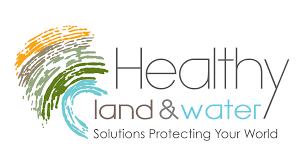 Healthy
land & water
Solutions Protecting Your World